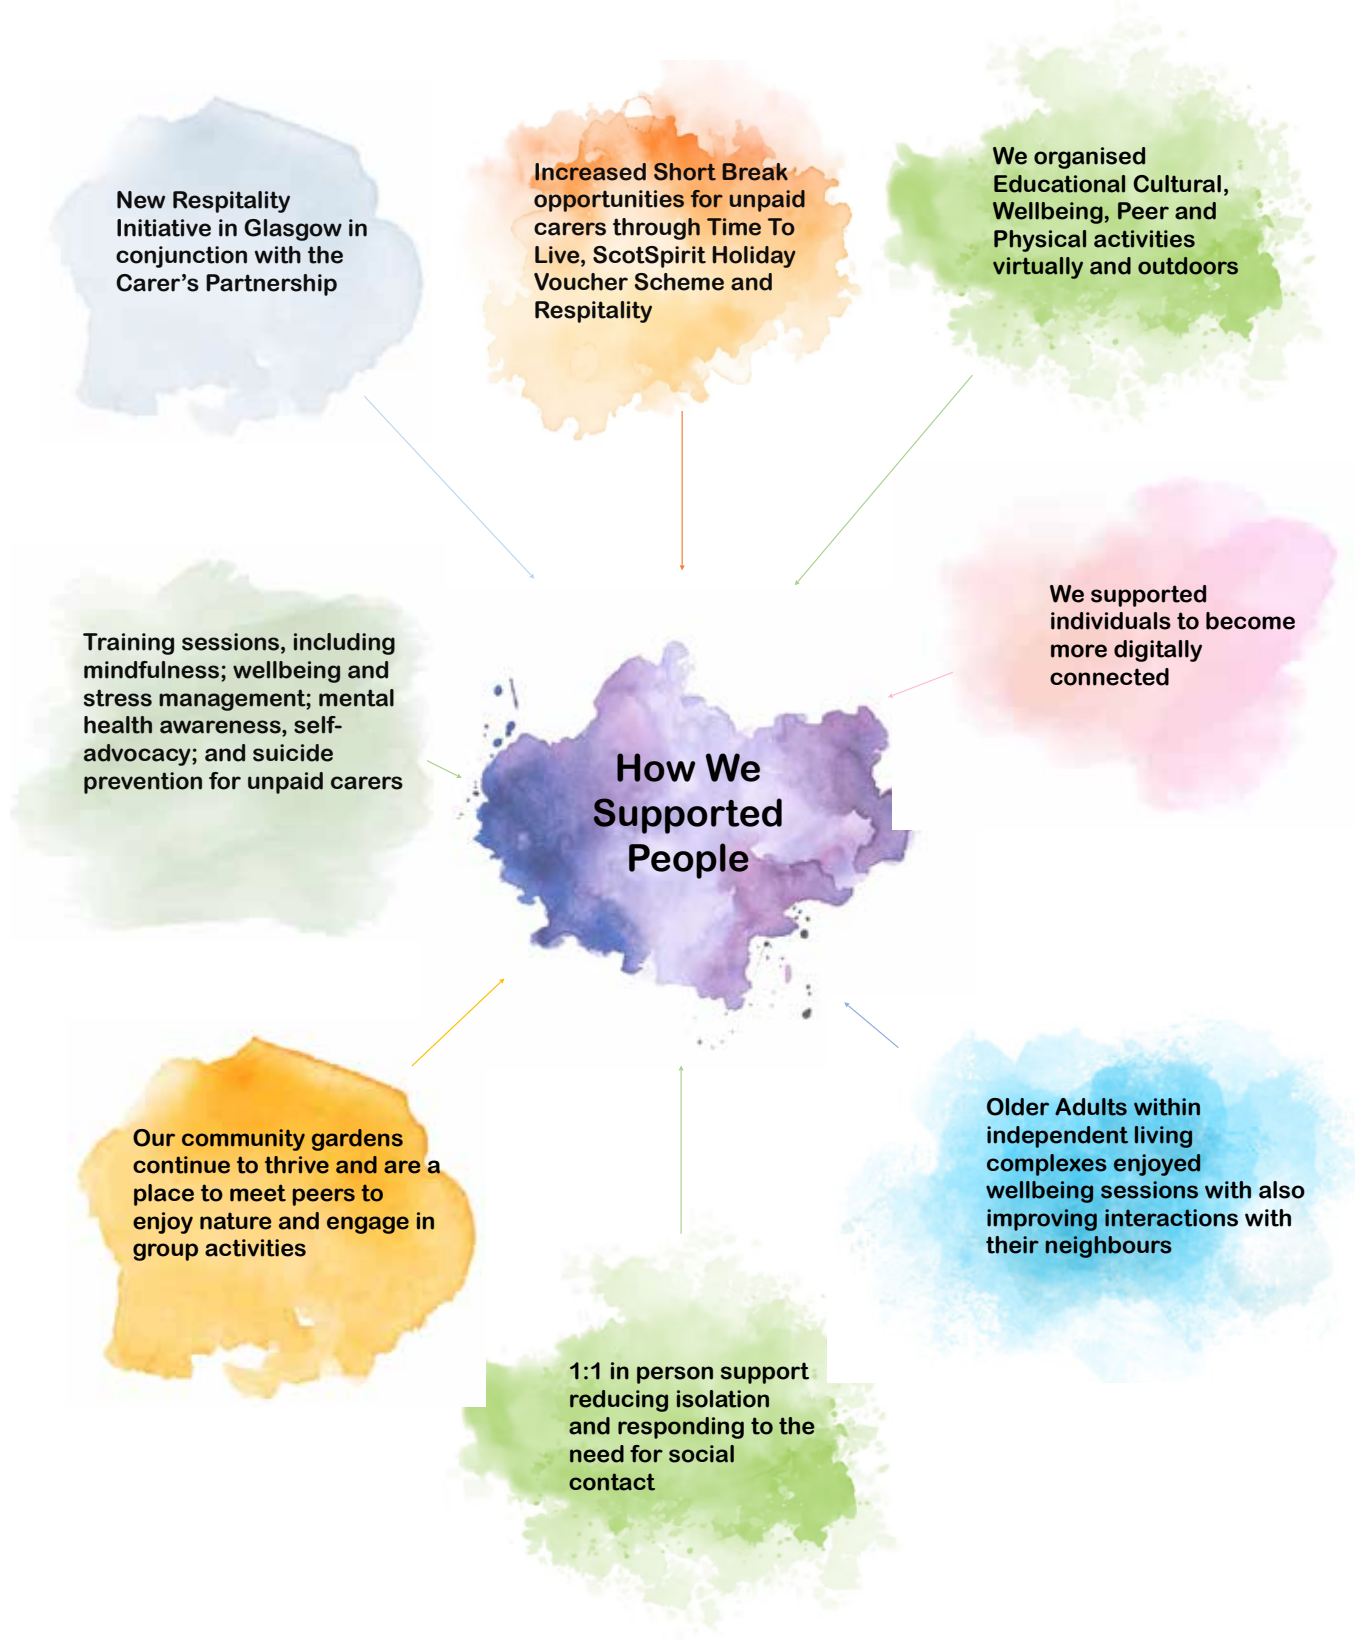 New Respitality
Initiative in Glasgow in
conjunction with the
Carer’s Partnership
Increased Short Break
opportunities for unpaid
carers through Time To
Live, ScotSpirit Holiday
Voucher Scheme and
Respitality
We organised
Educational Cultural,
Wellbeing, Peer and
Physical activities
virtually and outdoors
We supported
individuals to become
more digitally
connected
Training sessions, including
mindfulness; wellbeing and
stress management; mental
health awareness, self-
advocacy; and suicide
prevention for unpaid carers
How We
Supported
People
Our community gardens
continue to thrive and are a
place to meet peers to
enjoy nature and engage in
group activities
Older Adults within
independent living
complexes enjoyed
wellbeing sessions with also
improving interactions with
their neighbours
1:1 in person support
reducing isolation
and responding to the
need for social
contact